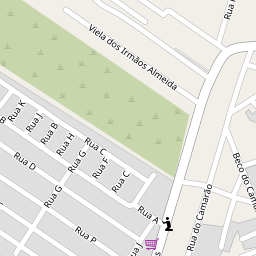 Viela dos Irmãos Almeida
Rua K
Rua J
Rua B
Rua H
Rua G
Rua C
Rua F
Rua C
Rua D
Rua G
Rua A
Rua P
Rua J
Beco do Camarão
Rua do Camarão
Rua